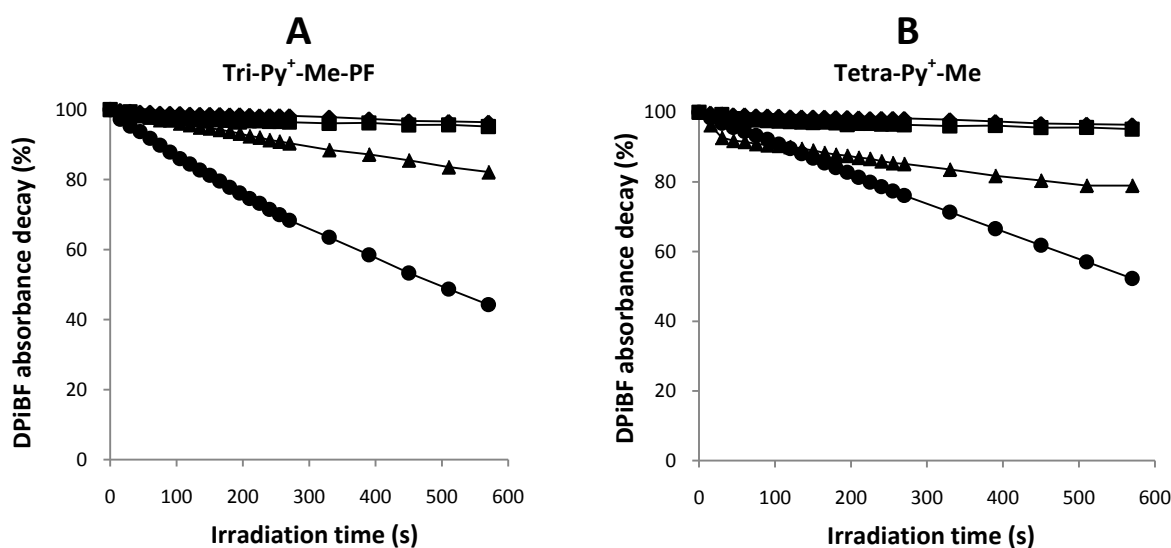 A
Tri-Py⁺-Me-PF
DPiBF absorbance decay (%)
100
80
60
40
20
0
0 100 200 300 400 500 600
Irradiation time (s)
B
Tetra-Py⁺-Me
DPiBF absorbance decay (%)
100
80
60
40
20
0
0 100 200 300 400 500 600
Irradiation time (s)